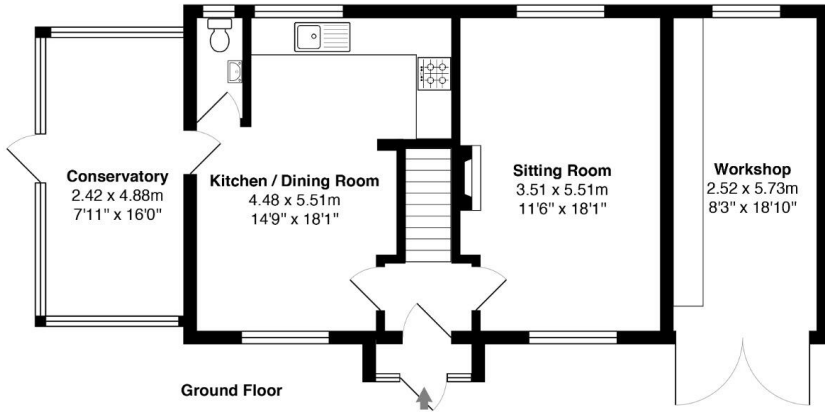 Conservatory
2.42 x 4.88m
7'11" x 16'0"
Kitchen / Dining Room
4.48 x 5.51m
14'9" x 18'1"
Sitting Room
3.51 x 5.51m
11'6" x 18'1"
Workshop
2.52 x 5.73m
8'3" x 18'10"
Ground Floor